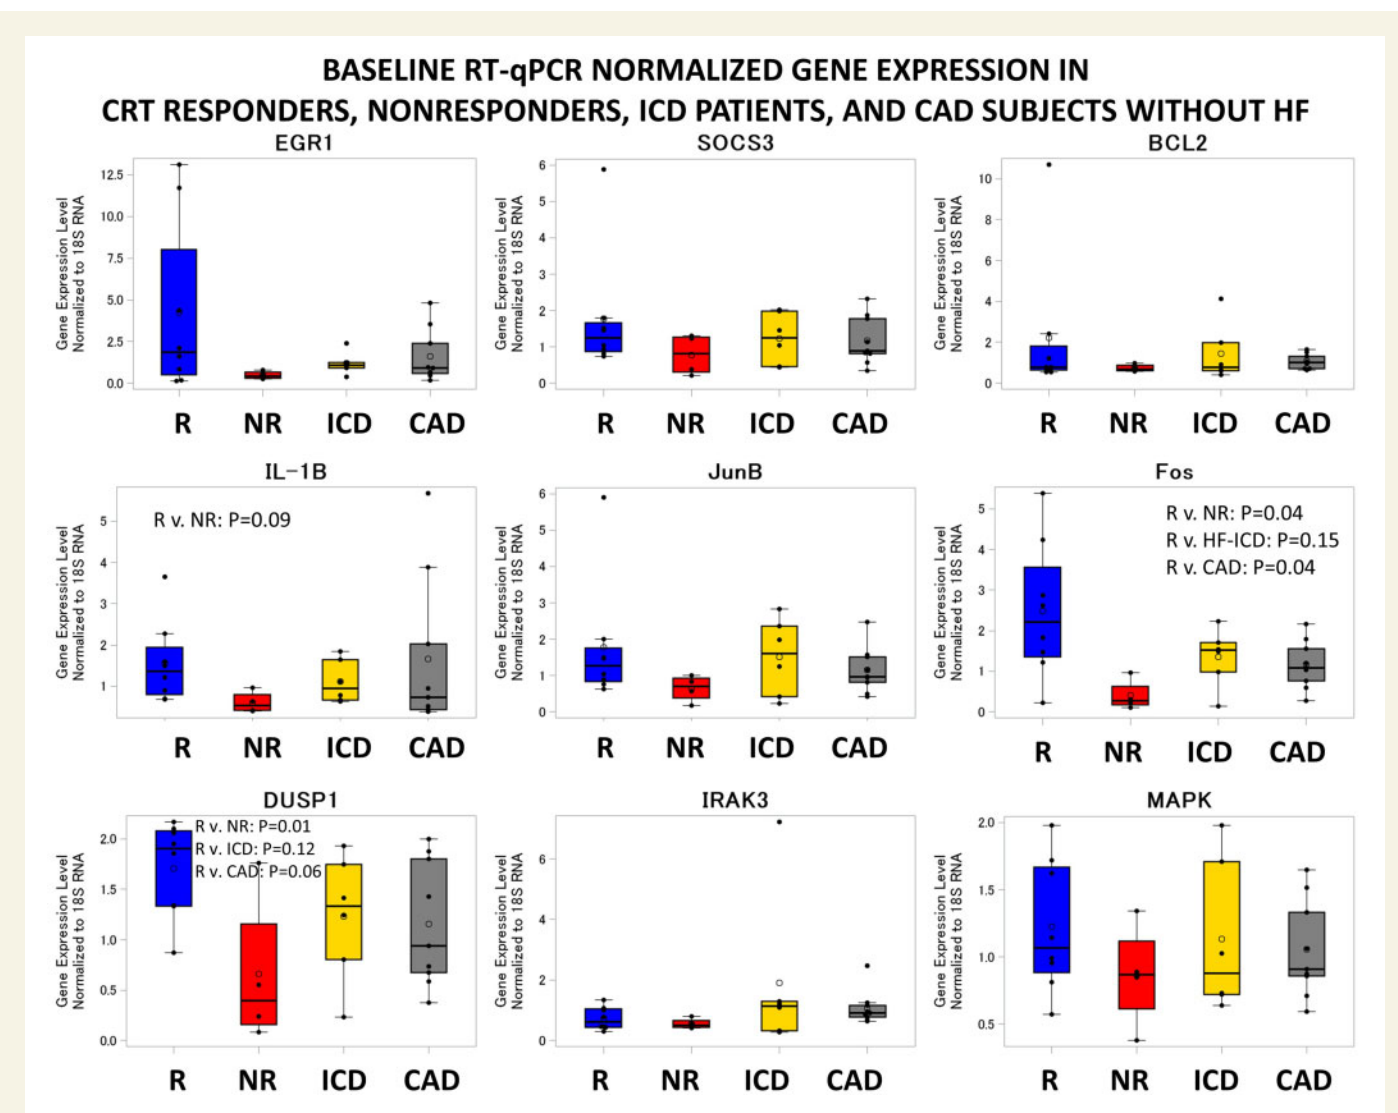 BASELINE RT-qPCR NORMALIZED GENE EXPRESSION IN
CRT RESPONDERS, NONRESPONDERS, ICD PATIENTS, AND CAD SUBJECTS WITHOUT HF
EGR1
Gene Expression Level
Normalized to 18S RNA
12.5
10.0
7.5
5.0
2.5
0.0
R NR ICD CAD
SOCS3
Gene Expression Level
Normalized to 18S RNA
6
5
4
3
2
1
0
R NR ICD CAD
BCL2
Gene Expression Level
Normalized to 18S RNA
10
8
6
4
2
0
R NR ICD CAD
IL-1B
Gene Expression Level
Normalized to 18S RNA
5
4
3
2
1
R v. NR: P=0.09
R NR ICD CAD
JunB
Gene Expression Level
Normalized to 18S RNA
6
5
4
3
2
1
0
R NR ICD CAD
Fos
Gene Expression Level
Normalized to 18S RNA
5
4
3
2
1
0
R v. NR: P=0.04
R v. HF-ICD: P=0.15
R v. CAD: P=0.04
R NR ICD CAD
DUSP1
Gene Expression Level
Normalized to 18S RNA
2.0
1.5
1.0
0.5
0.0
R v. NR: P=0.01
R v. ICD: P=0.12
R v. CAD: P=0.06
R NR ICD CAD
IRAK3
Gene Expression Level
Normalized to 18S RNA
6
4
2
0
R NR ICD CAD
MAPK
Gene Expression Level
Normalized to 18S RNA
2.0
1.5
1.0
0.5
R NR ICD CAD